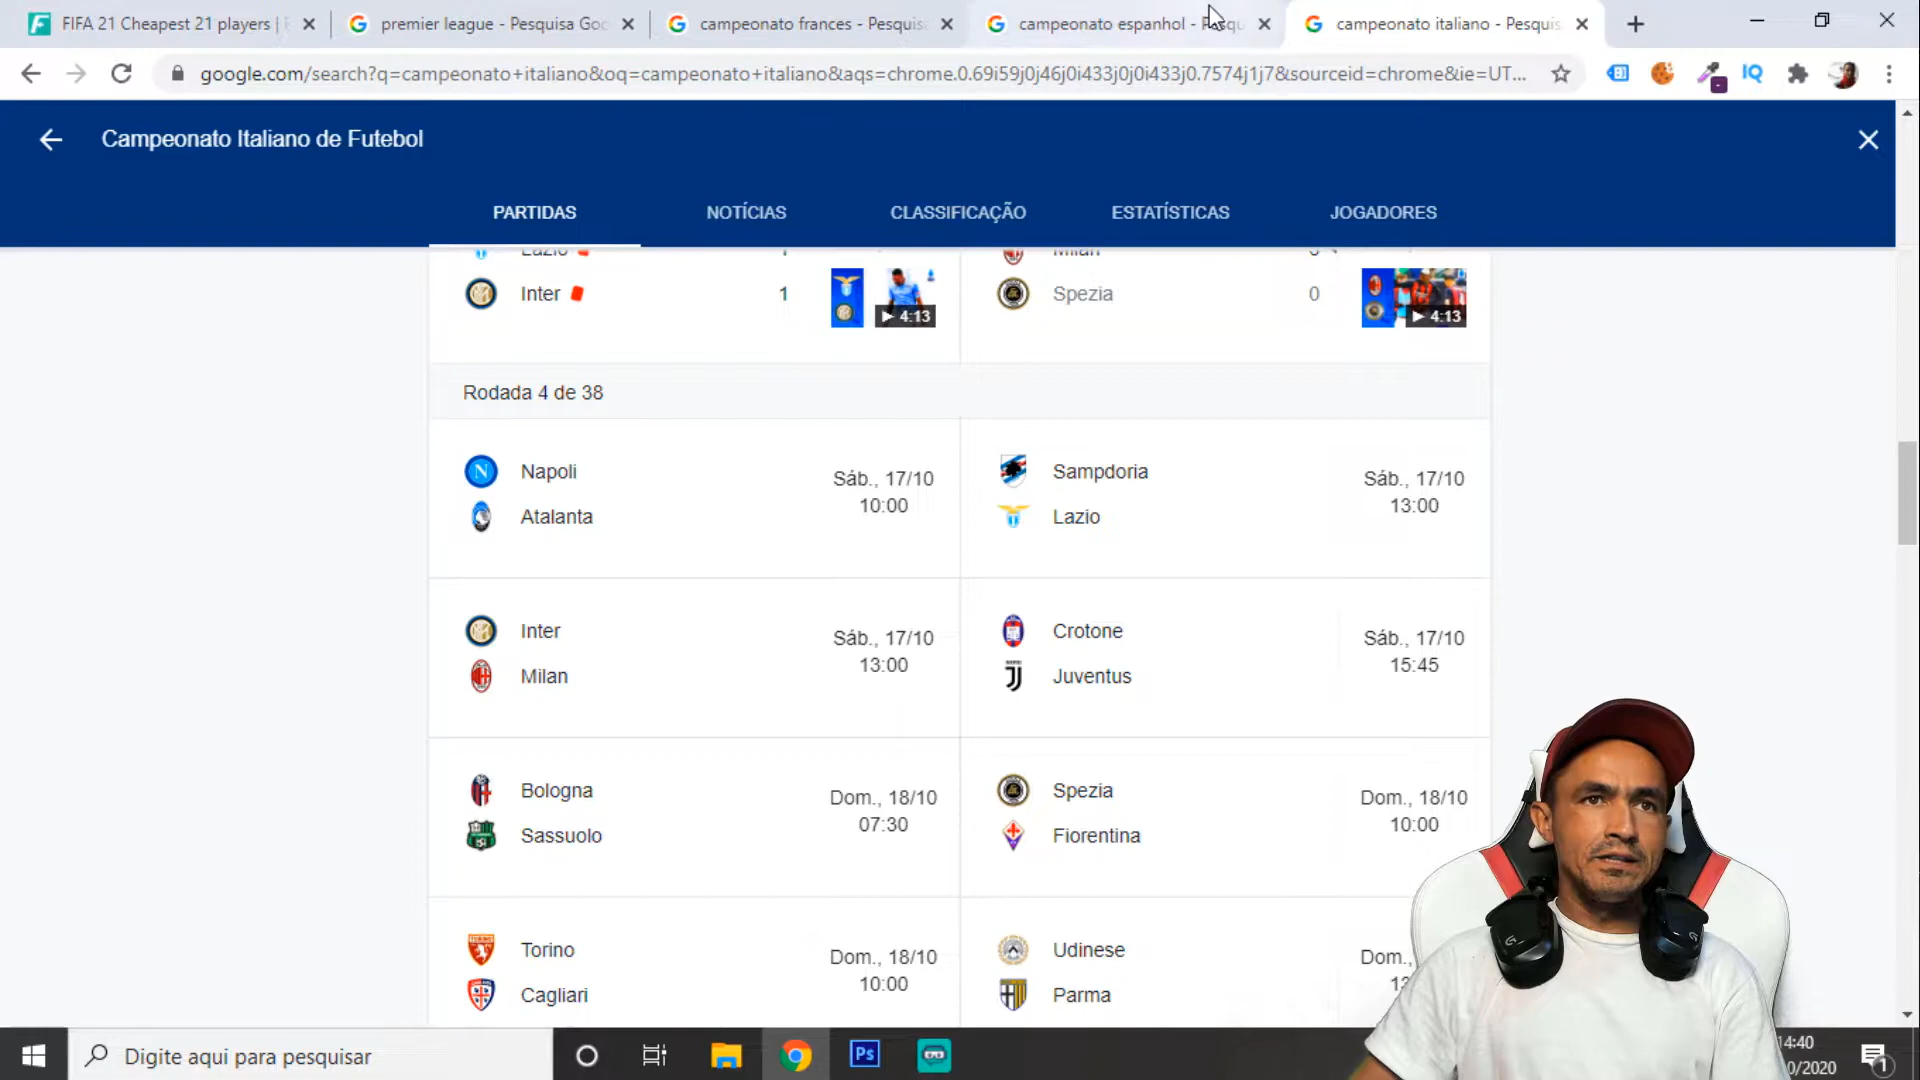 FIFA 21 Cheapest 21 players |
premier league - Pesquisa Goo
campeonato frances - Pesquis
campeonato espanhol - Pesqu
campeonato italiano - Pesquis
google.com/search?q=campeonato+italiano&oq=campeonato+italiano&aqs=chrome.0.69i59j0j46j0i433j0j0i433j0.7574j1j7&sourceid=chrome&ie=UT...
IQ
Campeonato Italiano de Futebol
PARTIDAS
NOTÍCIAS
CLASSIFICAÇÃO
ESTATÍSTICAS
JOGADORES
Lazio
Milan
Inter 1
4:13
Spezia 0
4:13
Rodada 4 de 38
Napoli
Atalanta
Sáb., 17/10
10:00
Sampdoria
Lazio
Sáb., 17/10
13:00
Inter
Milan
Sáb., 17/10
13:00
Crotone
Juventus
Sáb., 17/10
15:45
Bologna
Sassuolo
Dom., 18/10
07:30
Spezia
Fiorentina
Dom., 18/10
10:00
Torino
Cagliari
Dom., 18/10
10:00
Udinese
Parma
Dom.,
Digite aqui para pesquisar
Ps
14:40
0/2020
1